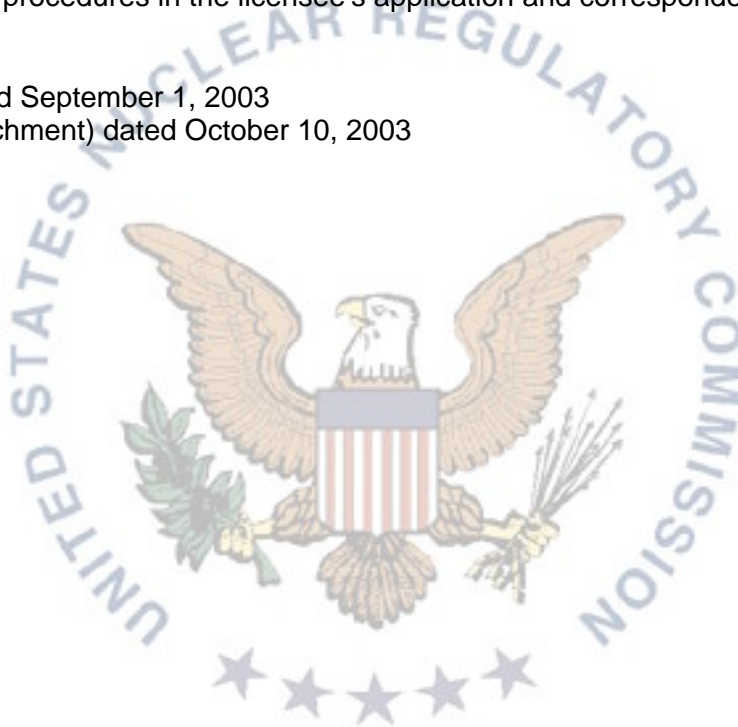 procedures in the licensee's application and
d September 1, 2003
chment) dated October 10, 2003
UNITED STATES NUCLEAR REGULATORY COMMISSION